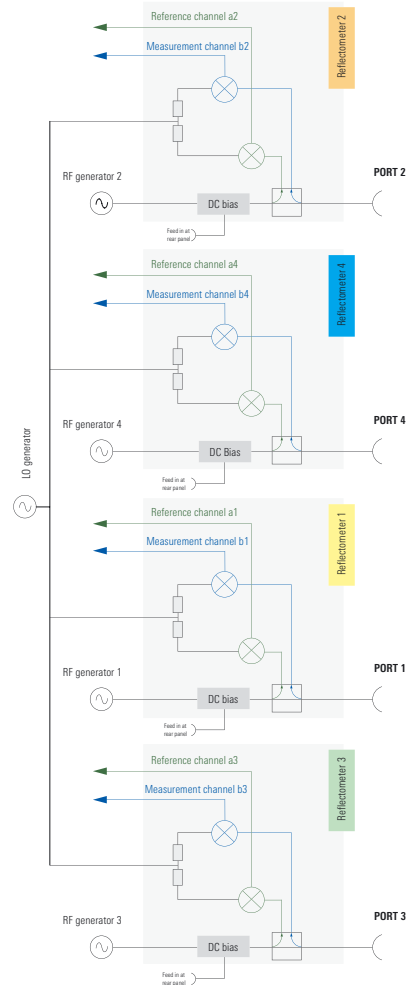 Reference channel a2
Measurement channel b2
Reflectometer 2
RF generator 2
DC bias
PORT 2
Feed in at
rear panel
Reference channel a4
Measurement channel b4
Reflectometer 4
RF generator 4
DC Bias
PORT 4
Feed in at
rear panel
LO generator
Reference channel a1
Measurement channel b1
Reflectometer 1
RF generator 1
DC bias
PORT 1
Feed in at
rear panel
Reference channel a3
Measurement channel b3
Reflectometer 3
RF generator 3
DC bias
PORT 3
Feed in at
rear panel